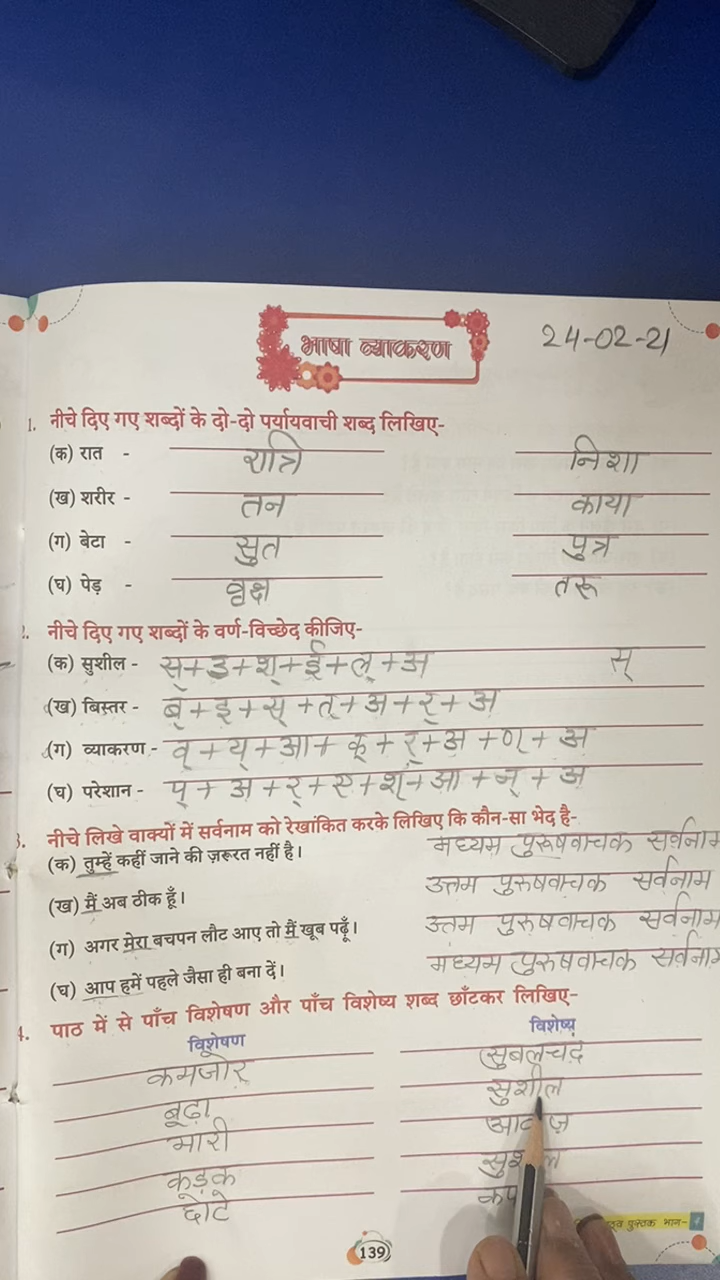 भाषा व्याकरण
24-02-21
1. नीचे दिए गए शब्दों के दो-दो पर्यायवाची शब्द लिखिए-
(क) रात - रात्रि निशा
(ख) शरीर - तन काया
(ग) बेटा - सुत पुत्र
(घ) पेड़ - वृक्ष तरू
2. नीचे दिए गए शब्दों के वर्ण-विच्छेद कीजिए-
(क) सुशील - स्+उ+श्+ई+ल्+अ स्
(ख) बिस्तर - ब्+इ+स्+त्+अ+र्+अ
(ग) व्याकरण - व्+य्+आ+क्+र्+अ+ण्+अ
(घ) परेशान - प्+अ+र्+ए+श्+आ+न्+अ
3. नीचे लिखे वाक्यों में सर्वनाम को रेखांकित करके लिखिए कि कौन-सा भेद है-
(क) तुम्हें कहीं जाने की ज़रूरत नहीं है। मध्यम पुरूषवाचक सर्वनाम
(ख) मैं अब ठीक हूँ। उत्तम पुरुषवाचक सर्वनाम
(ग) अगर मेरा बचपन लौट आए तो मैं खूब पढ़ूँ। उत्तम पुरुषवाचक सर्वनाम
(घ) आप हमें पहले जैसा ही बना दें। मध्यम पुरुषवाचक सर्वनाम
4. पाठ में से पाँच विशेषण और पाँच विशेष्य शब्द छाँटकर लिखिए-
विशेषण विशेष्य
कमजोर सुबलचंद्र
बूढ़ा सुशील
भारी
कड़क
छोटे
पुस्तक भाग-
139